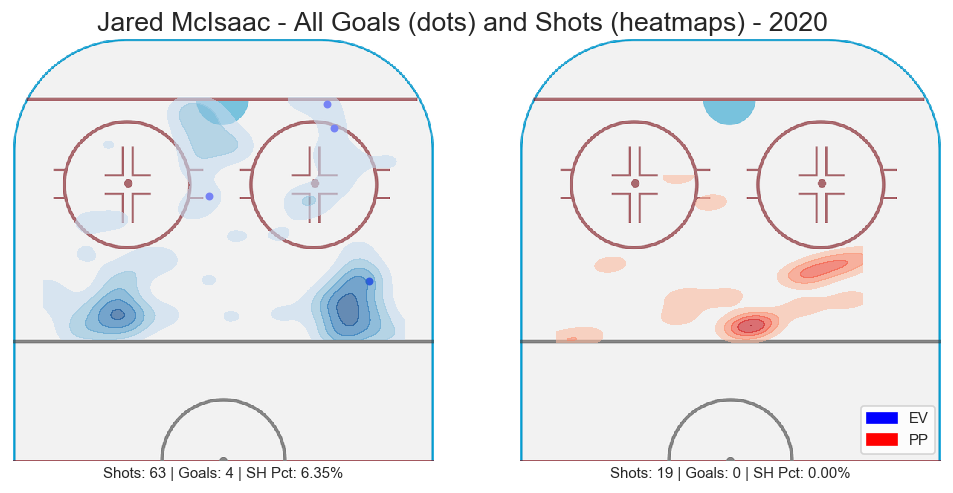 Jared McIsaac - All Goals (dots) and Shots (heatmaps) - 2020
EV
PP
Shots: 63 | Goals: 4 | SH Pct: 6.35%
Shots: 19 | Goals: 0 | SH Pct: 0.00%